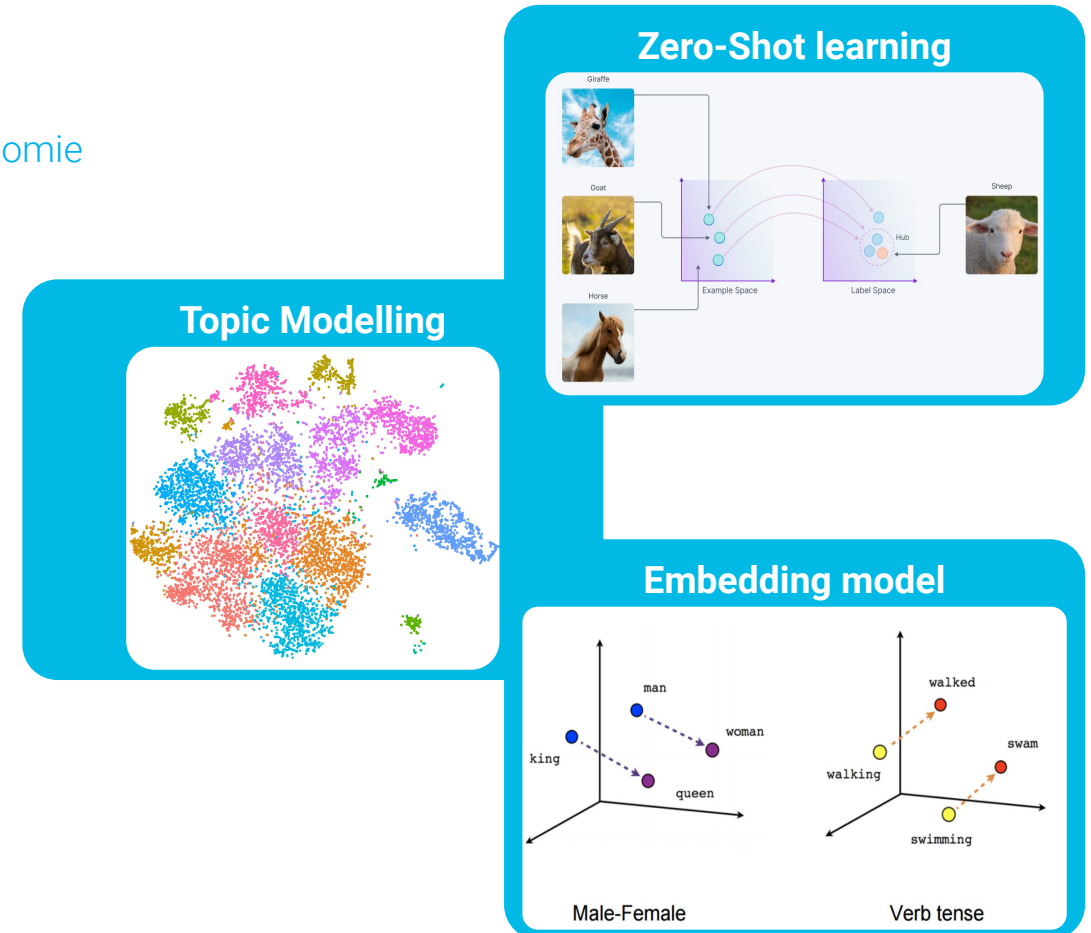 omie
Zero-Shot learning
Giraffe
Goat
Horse
Example Space
Label Space
Hub
Sheep
Topic Modelling
Embedding model
man
woman
king
queen
Male-Female
walked
swam
walking
swimming
Verb tense